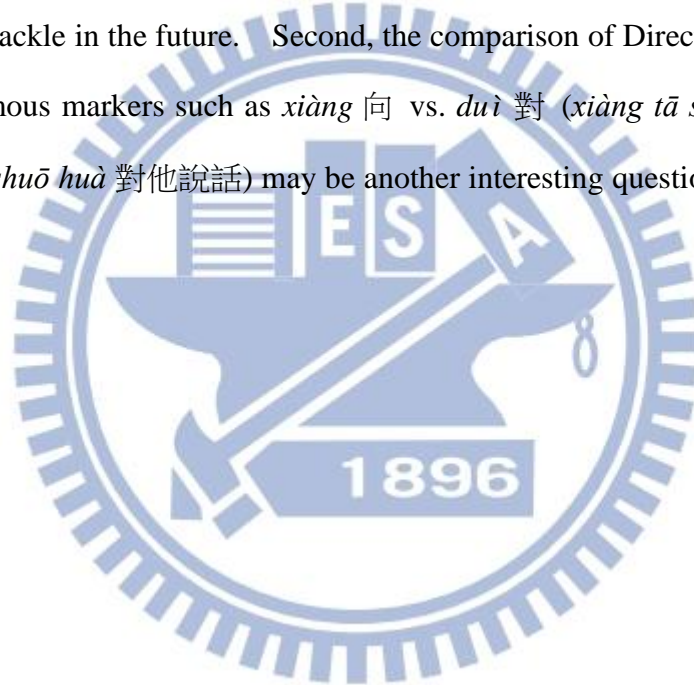 ackle in the future. Second, the comparison of Direc
nous markers such as xiàng 向 vs. duì 對 (xiàng tā s
huō huà 對他說話) may be another interesting questio
E S A
1896